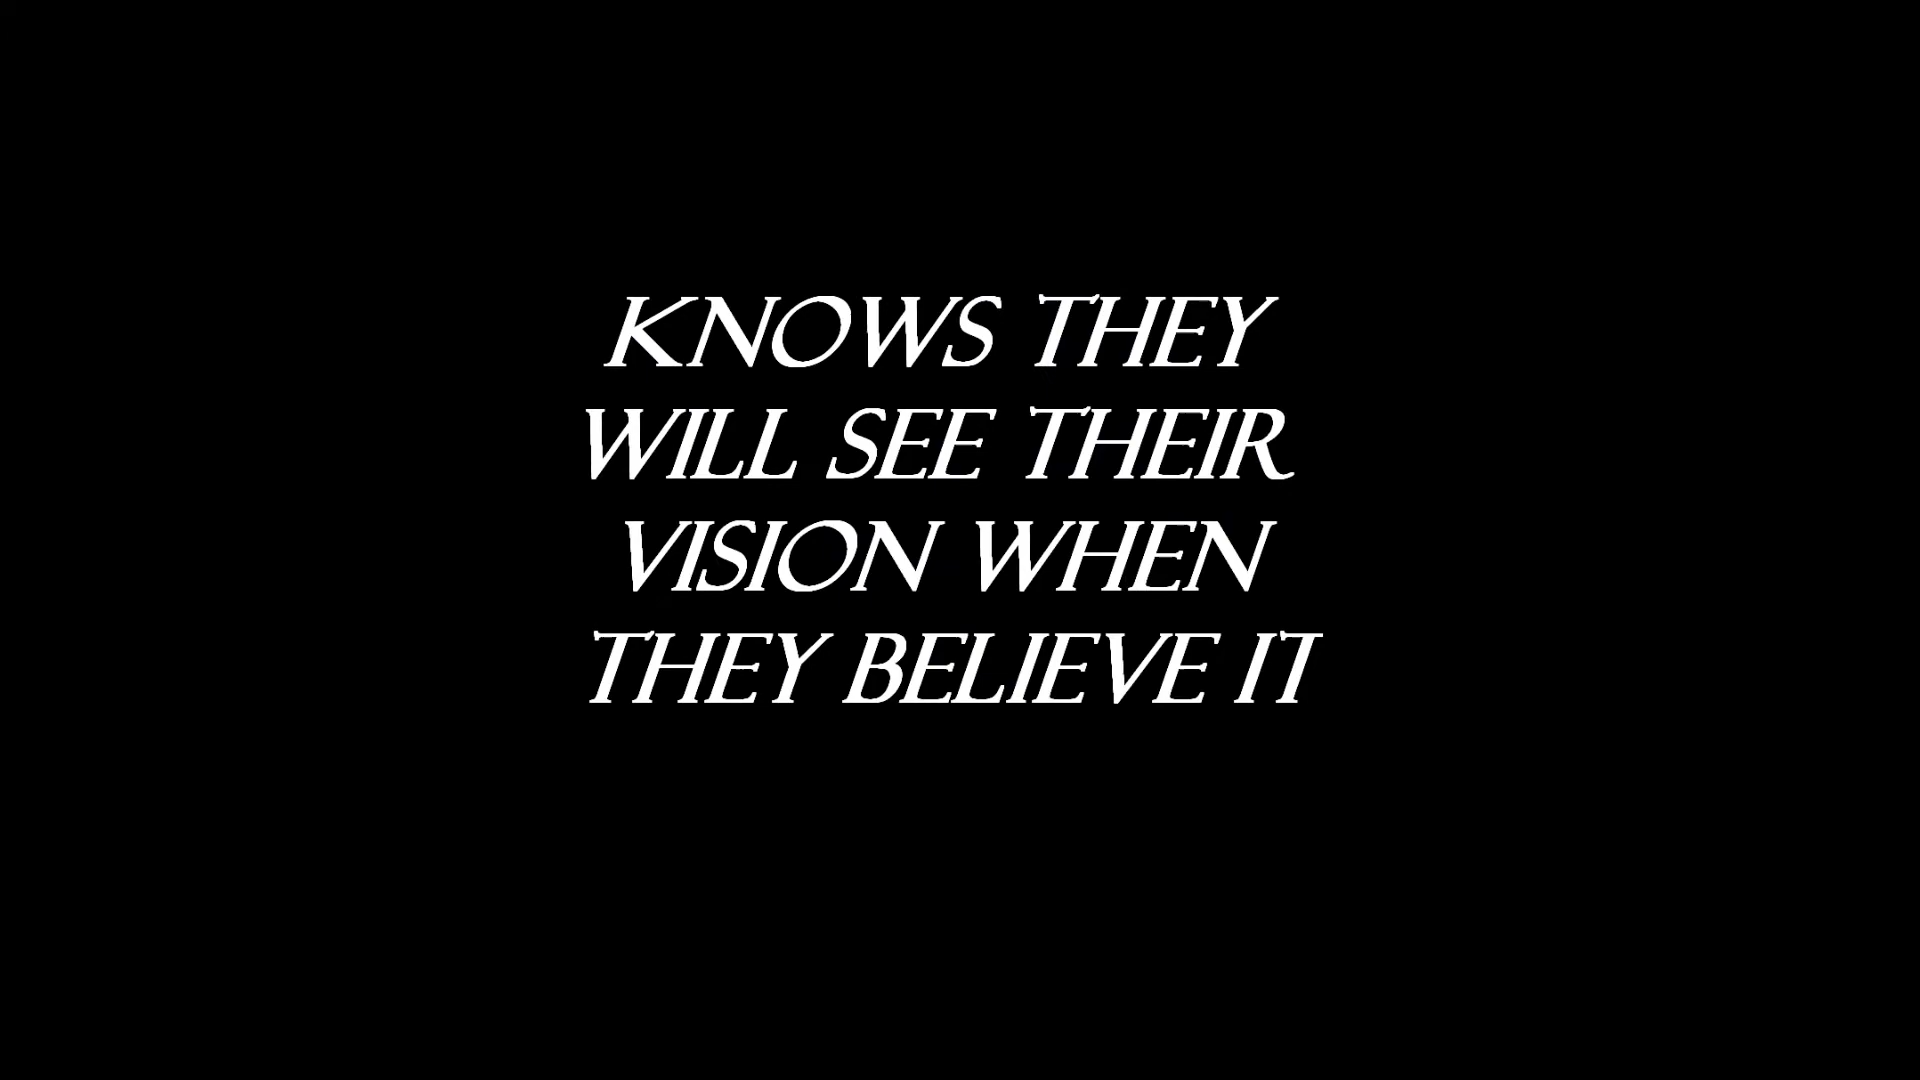 KNOWS THEY
WILL SEE THEIR
VISION WHEN
THEY BELIEVE IT